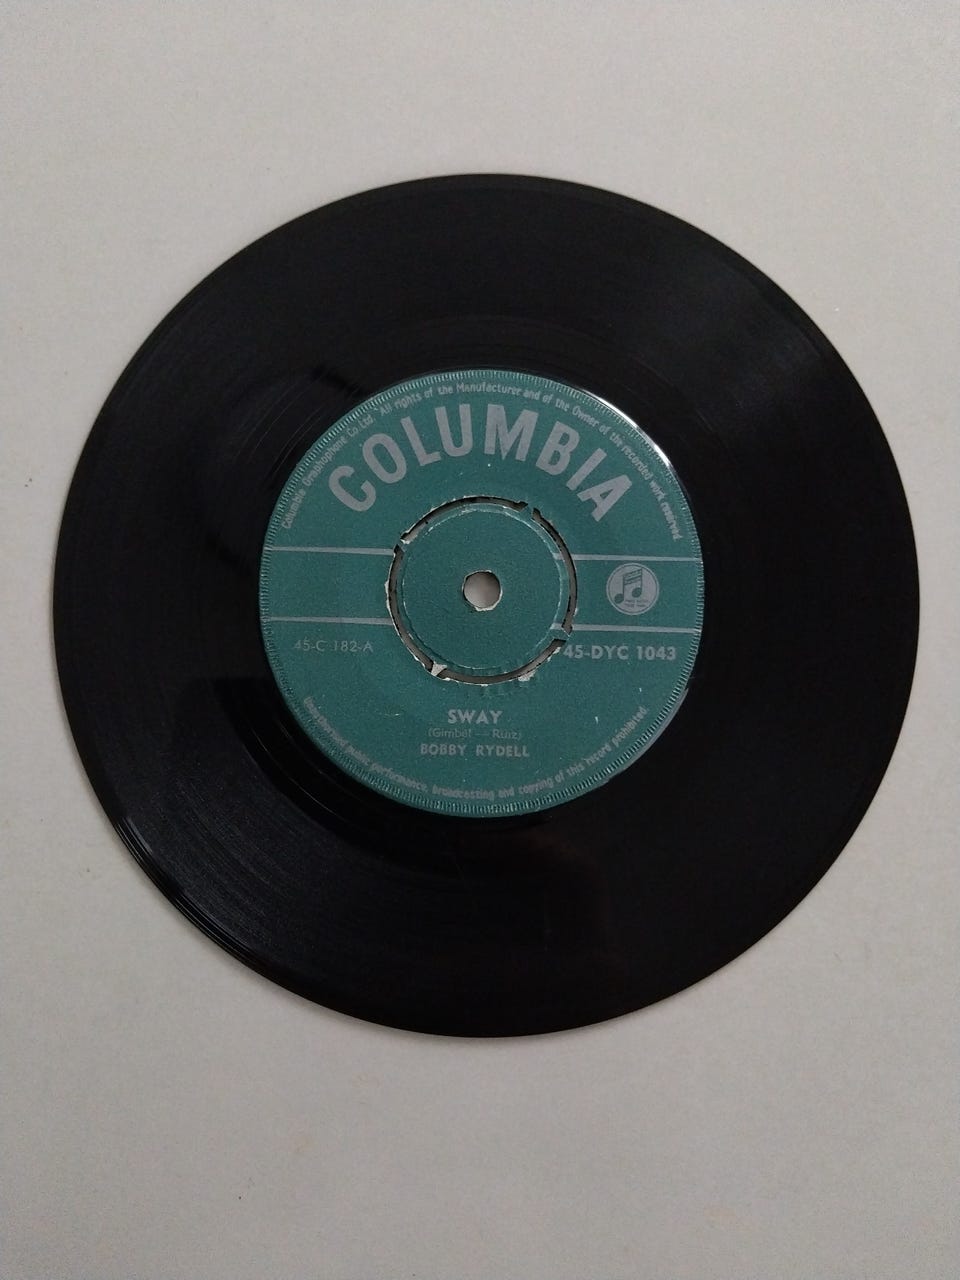 Columbia Graphophone Co. Ltd. All rights of the Manufacturer and of the Owner of the recorded work reserved
COLUMBIA
45-C 182-A
45-DYC 1043
SWAY
(Gimbel — Ruiz)
BOBBY RYDELL
Unauthorised public performance, broadcasting and copying of this record prohibited.